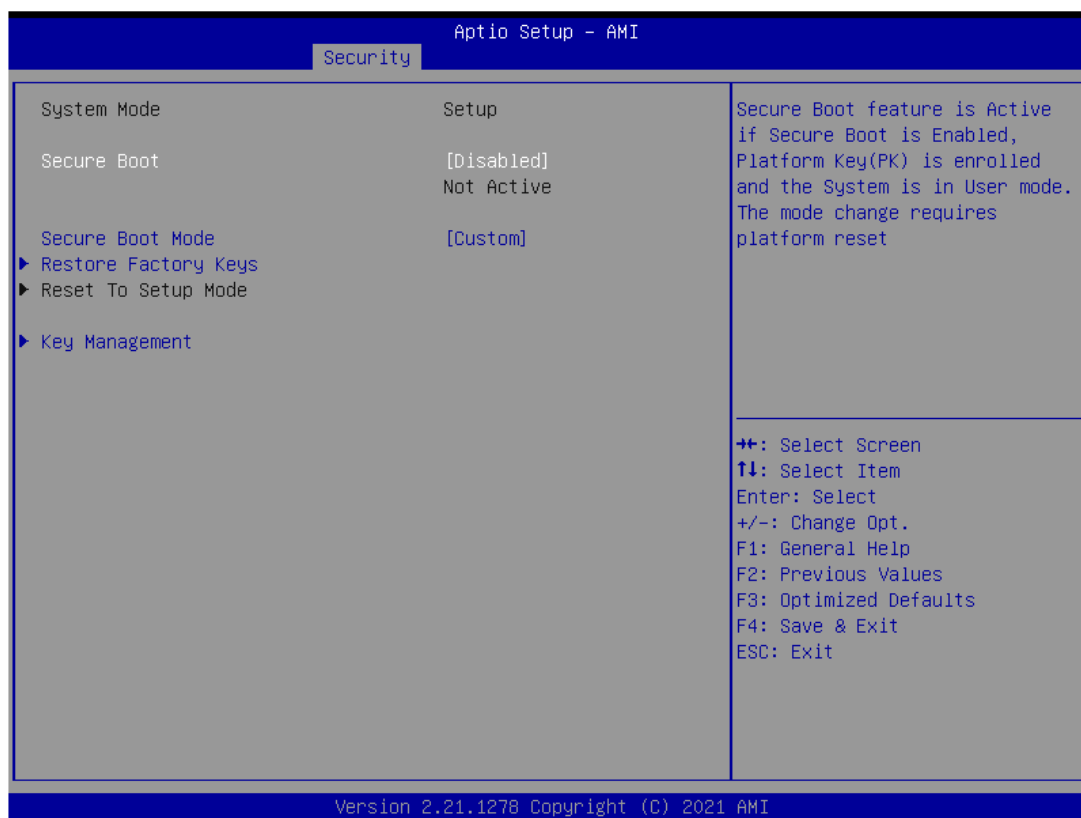 Aptio Setup – AMI
Security
System Mode Setup
Secure Boot [Disabled]
Not Active
Secure Boot Mode [Custom]
Restore Factory Keys
Reset To Setup Mode
Key Management
Secure Boot feature is Active
if Secure Boot is Enabled,
Platform Key(PK) is enrolled
and the System is in User mode.
The mode change requires
platform reset
→←: Select Screen
↑↓: Select Item
Enter: Select
+/-: Change Opt.
F1: General Help
F2: Previous Values
F3: Optimized Defaults
F4: Save & Exit
ESC: Exit
Version 2.21.1278 Copyright (C) 2021 AMI